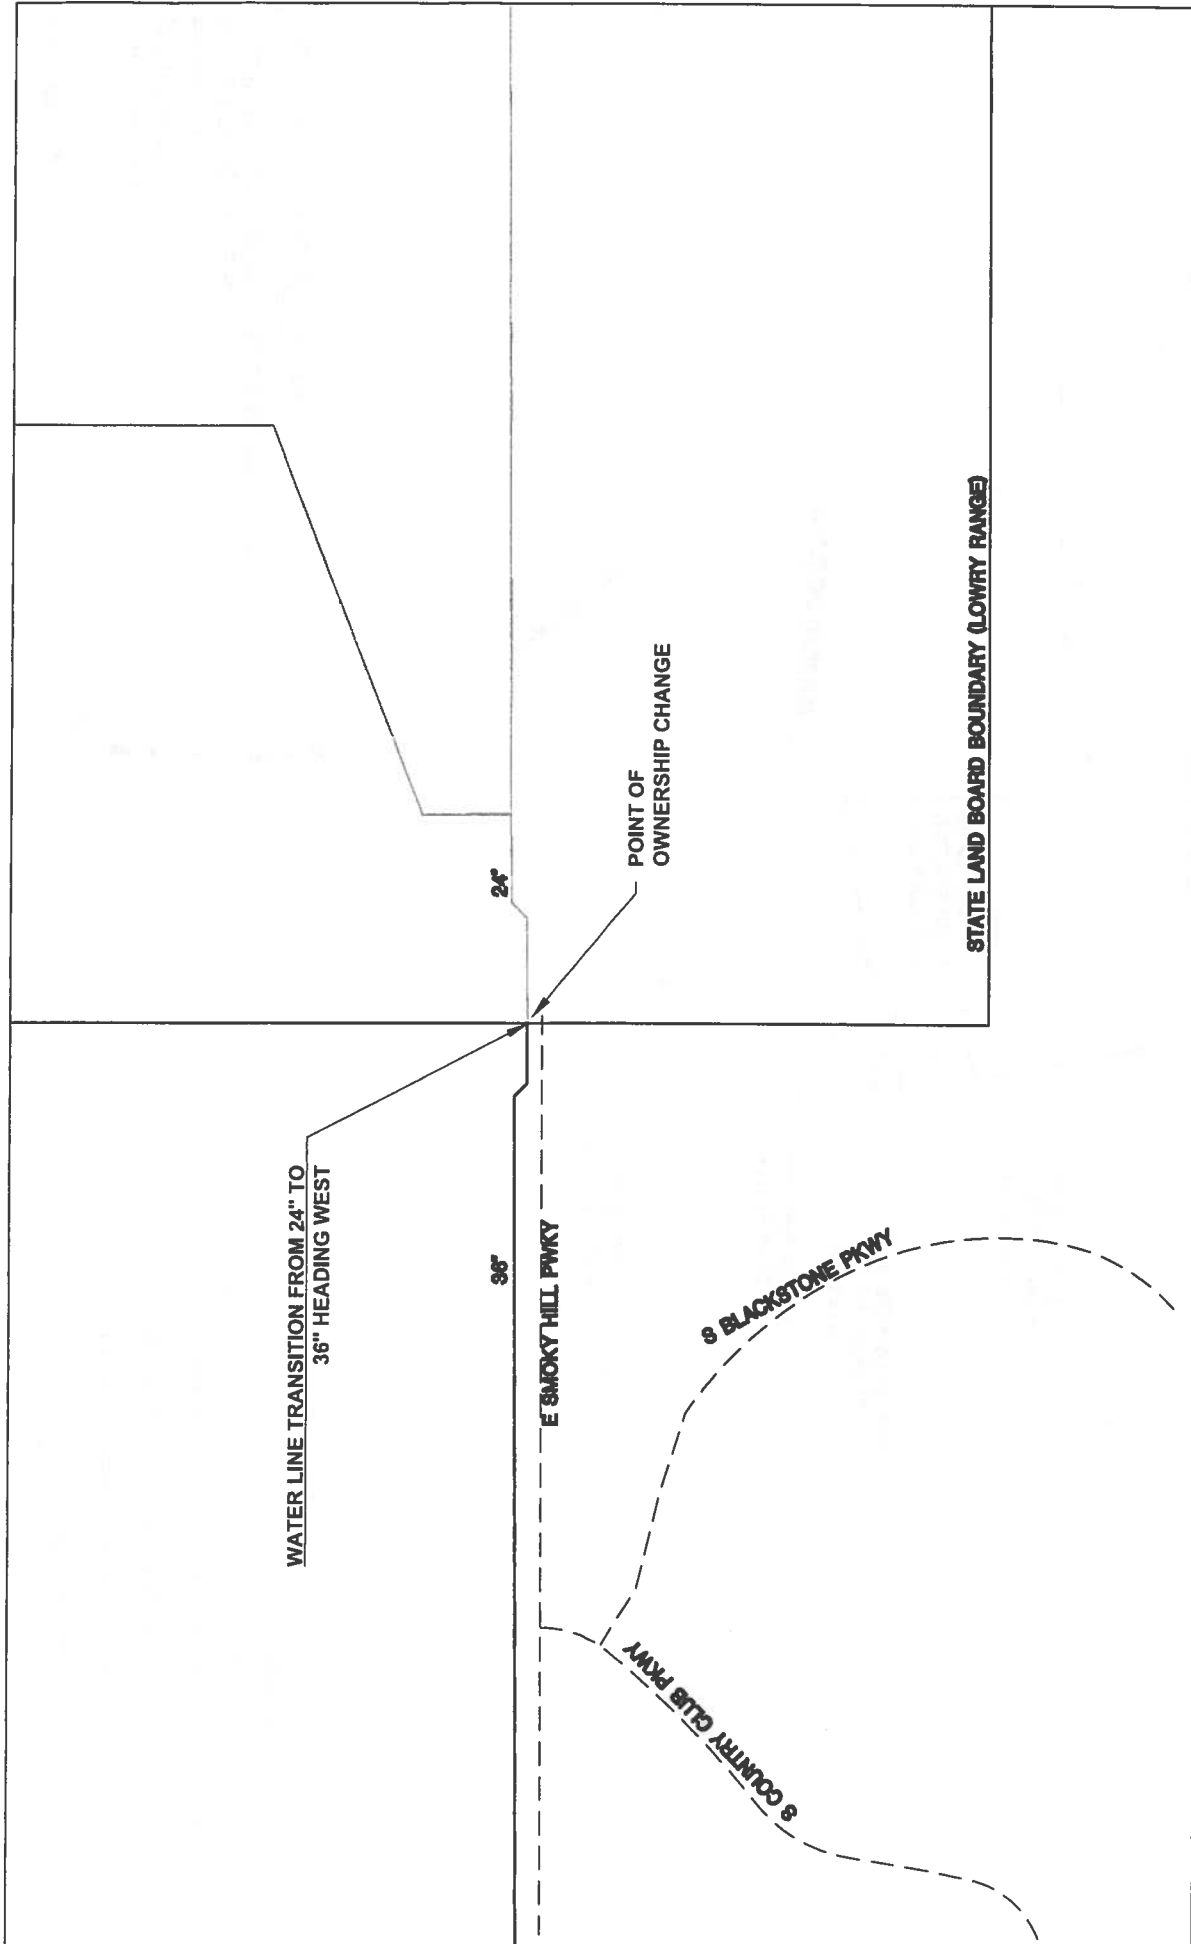 WATER LINE TRANSITION FROM 24" TO
36" HEADING WEST
36"
24"
E SMOKY HILL PWKY
POINT OF
OWNERSHIP CHANGE
S BLACKSTONE PKWY
S COUNTRY CLUB PKWY
STATE LAND BOARD BOUNDARY (LOWRY RANGE)